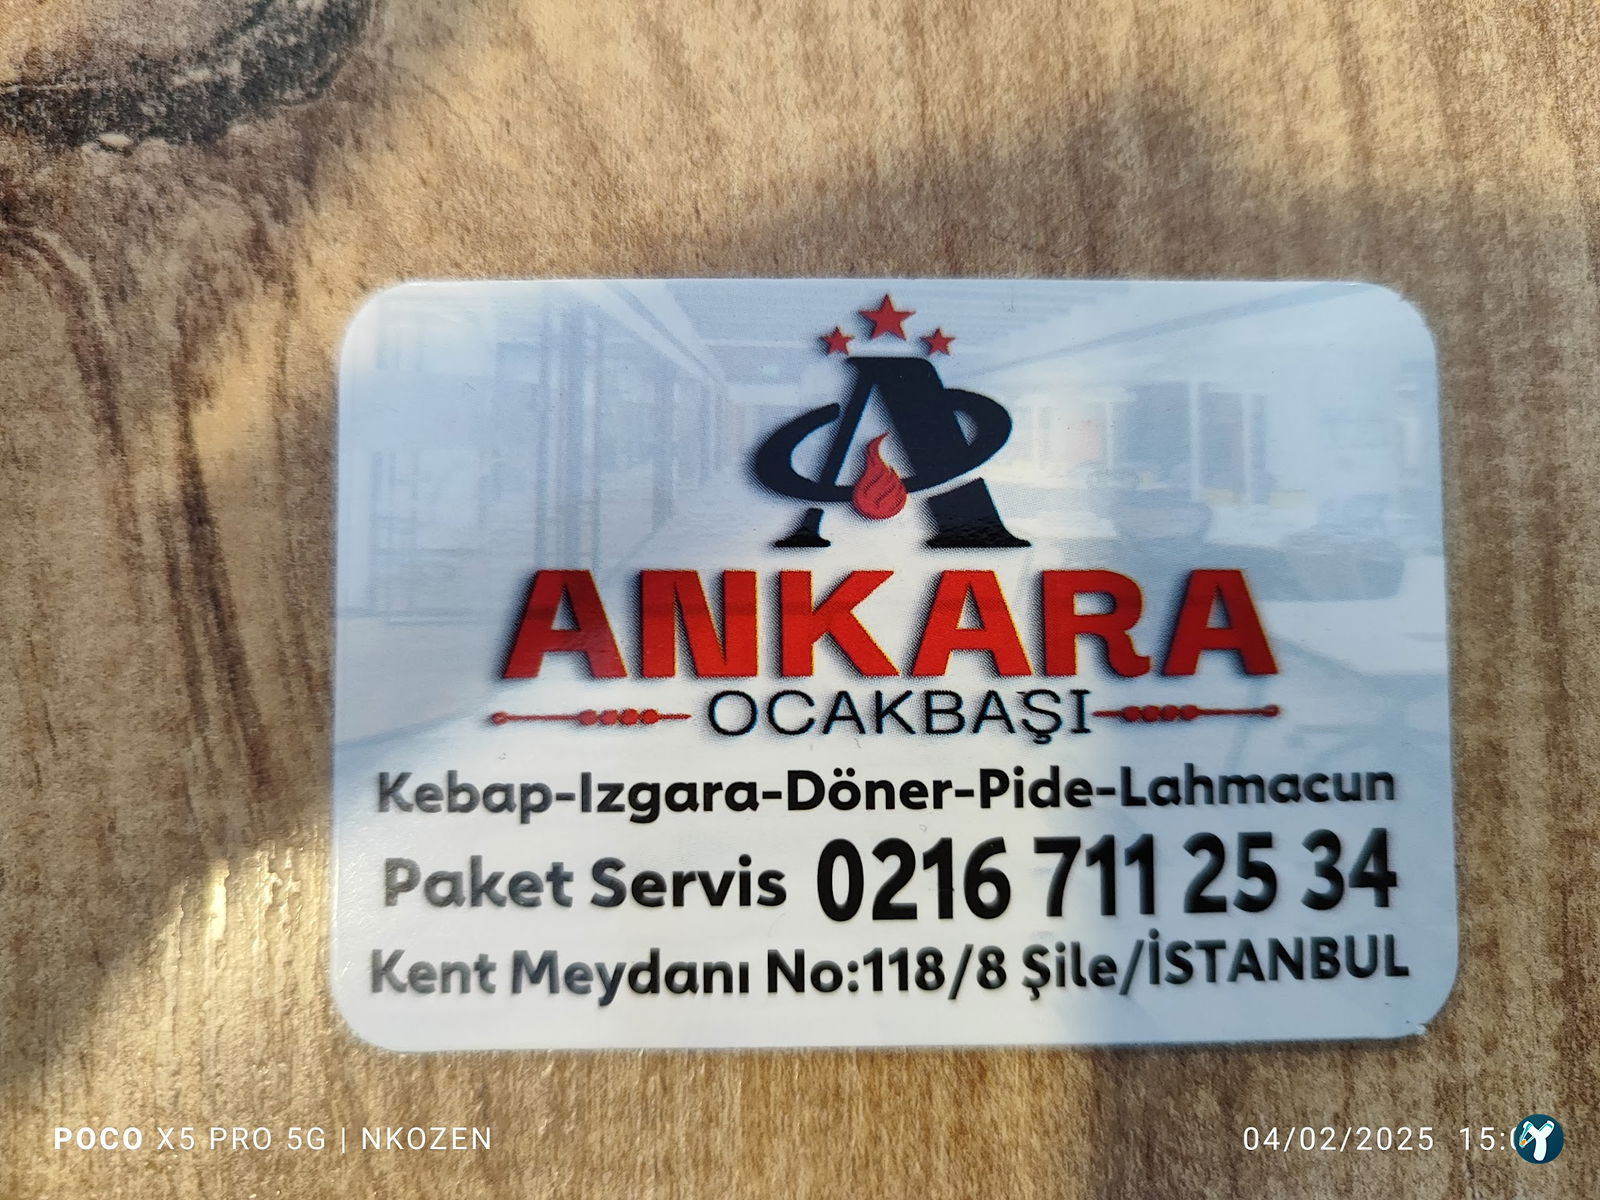 ANKARA
OCAKBAŞI
Kebap-Izgara-Döner-Pide-Lahmacun
Paket Servis 0216 711 25 34
Kent Meydanı No:118/8 Şile/İSTANBUL
POCO X5 PRO 5G | NKOZEN
04/02/2025